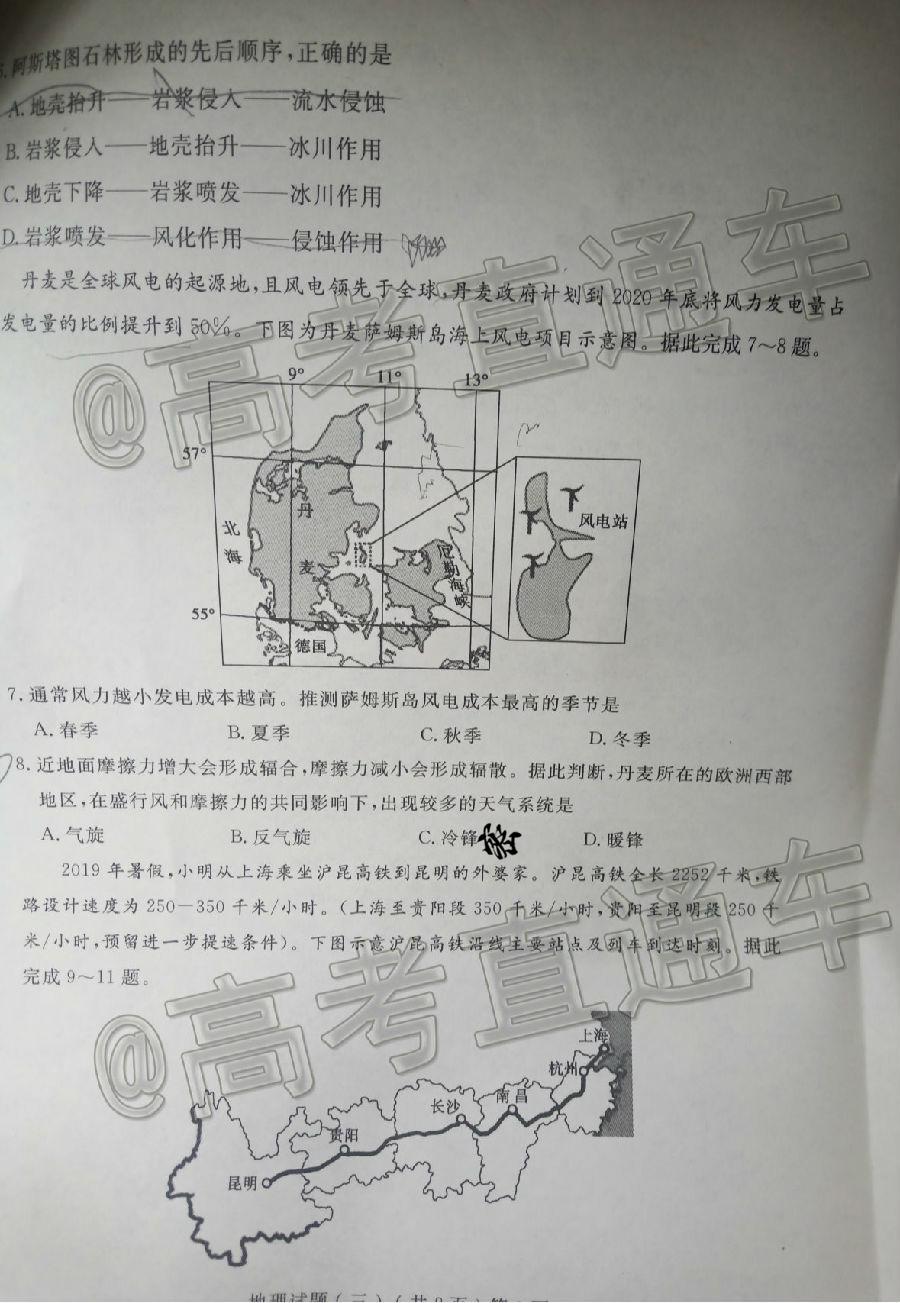 6.阿斯塔图石林形成的先后顺序,正确的是
A.地壳抬升——岩浆侵入——流水侵蚀
B.岩浆侵入——地壳抬升——冰川作用
C.地壳下降——岩浆喷发——冰川作用
D.岩浆喷发——风化作用——侵蚀作用
丹麦是全球风电的起源地,且风电领先于全球,丹麦政府计划到2020年底将风力发电量占
发电量的比例提升到50%。下图为丹麦萨姆斯岛海上风电项目示意图。据此完成7~8题。
9° 11° 13°
57°
丹
北
海
风电站
厄勒海峡
麦
55°
德国
7.通常风力越小发电成本越高。推测萨姆斯岛风电成本最高的季节是
A.春季 B.夏季 C.秋季 D.冬季
8.近地面摩擦力增大会形成辐合,摩擦力减小会形成辐散。据此判断,丹麦所在的欧洲西部
地区,在盛行风和摩擦力的共同影响下,出现较多的天气系统是
A.气旋 B.反气旋 C.冷锋 D.暖锋
2019年暑假,小明从上海乘坐沪昆高铁到昆明的外婆家。沪昆高铁全长2252千米,铁
路设计速度为250—350千米/小时。(上海至贵阳段350千米/小时,贵阳至昆明段250千
米/小时,预留进一步提速条件)。下图示意沪昆高铁沿线主要站点及列车到达时刻。据此
完成9~11题。
上海
杭州
南昌
长沙
贵阳
昆明
@高考直通车
@高考直通车